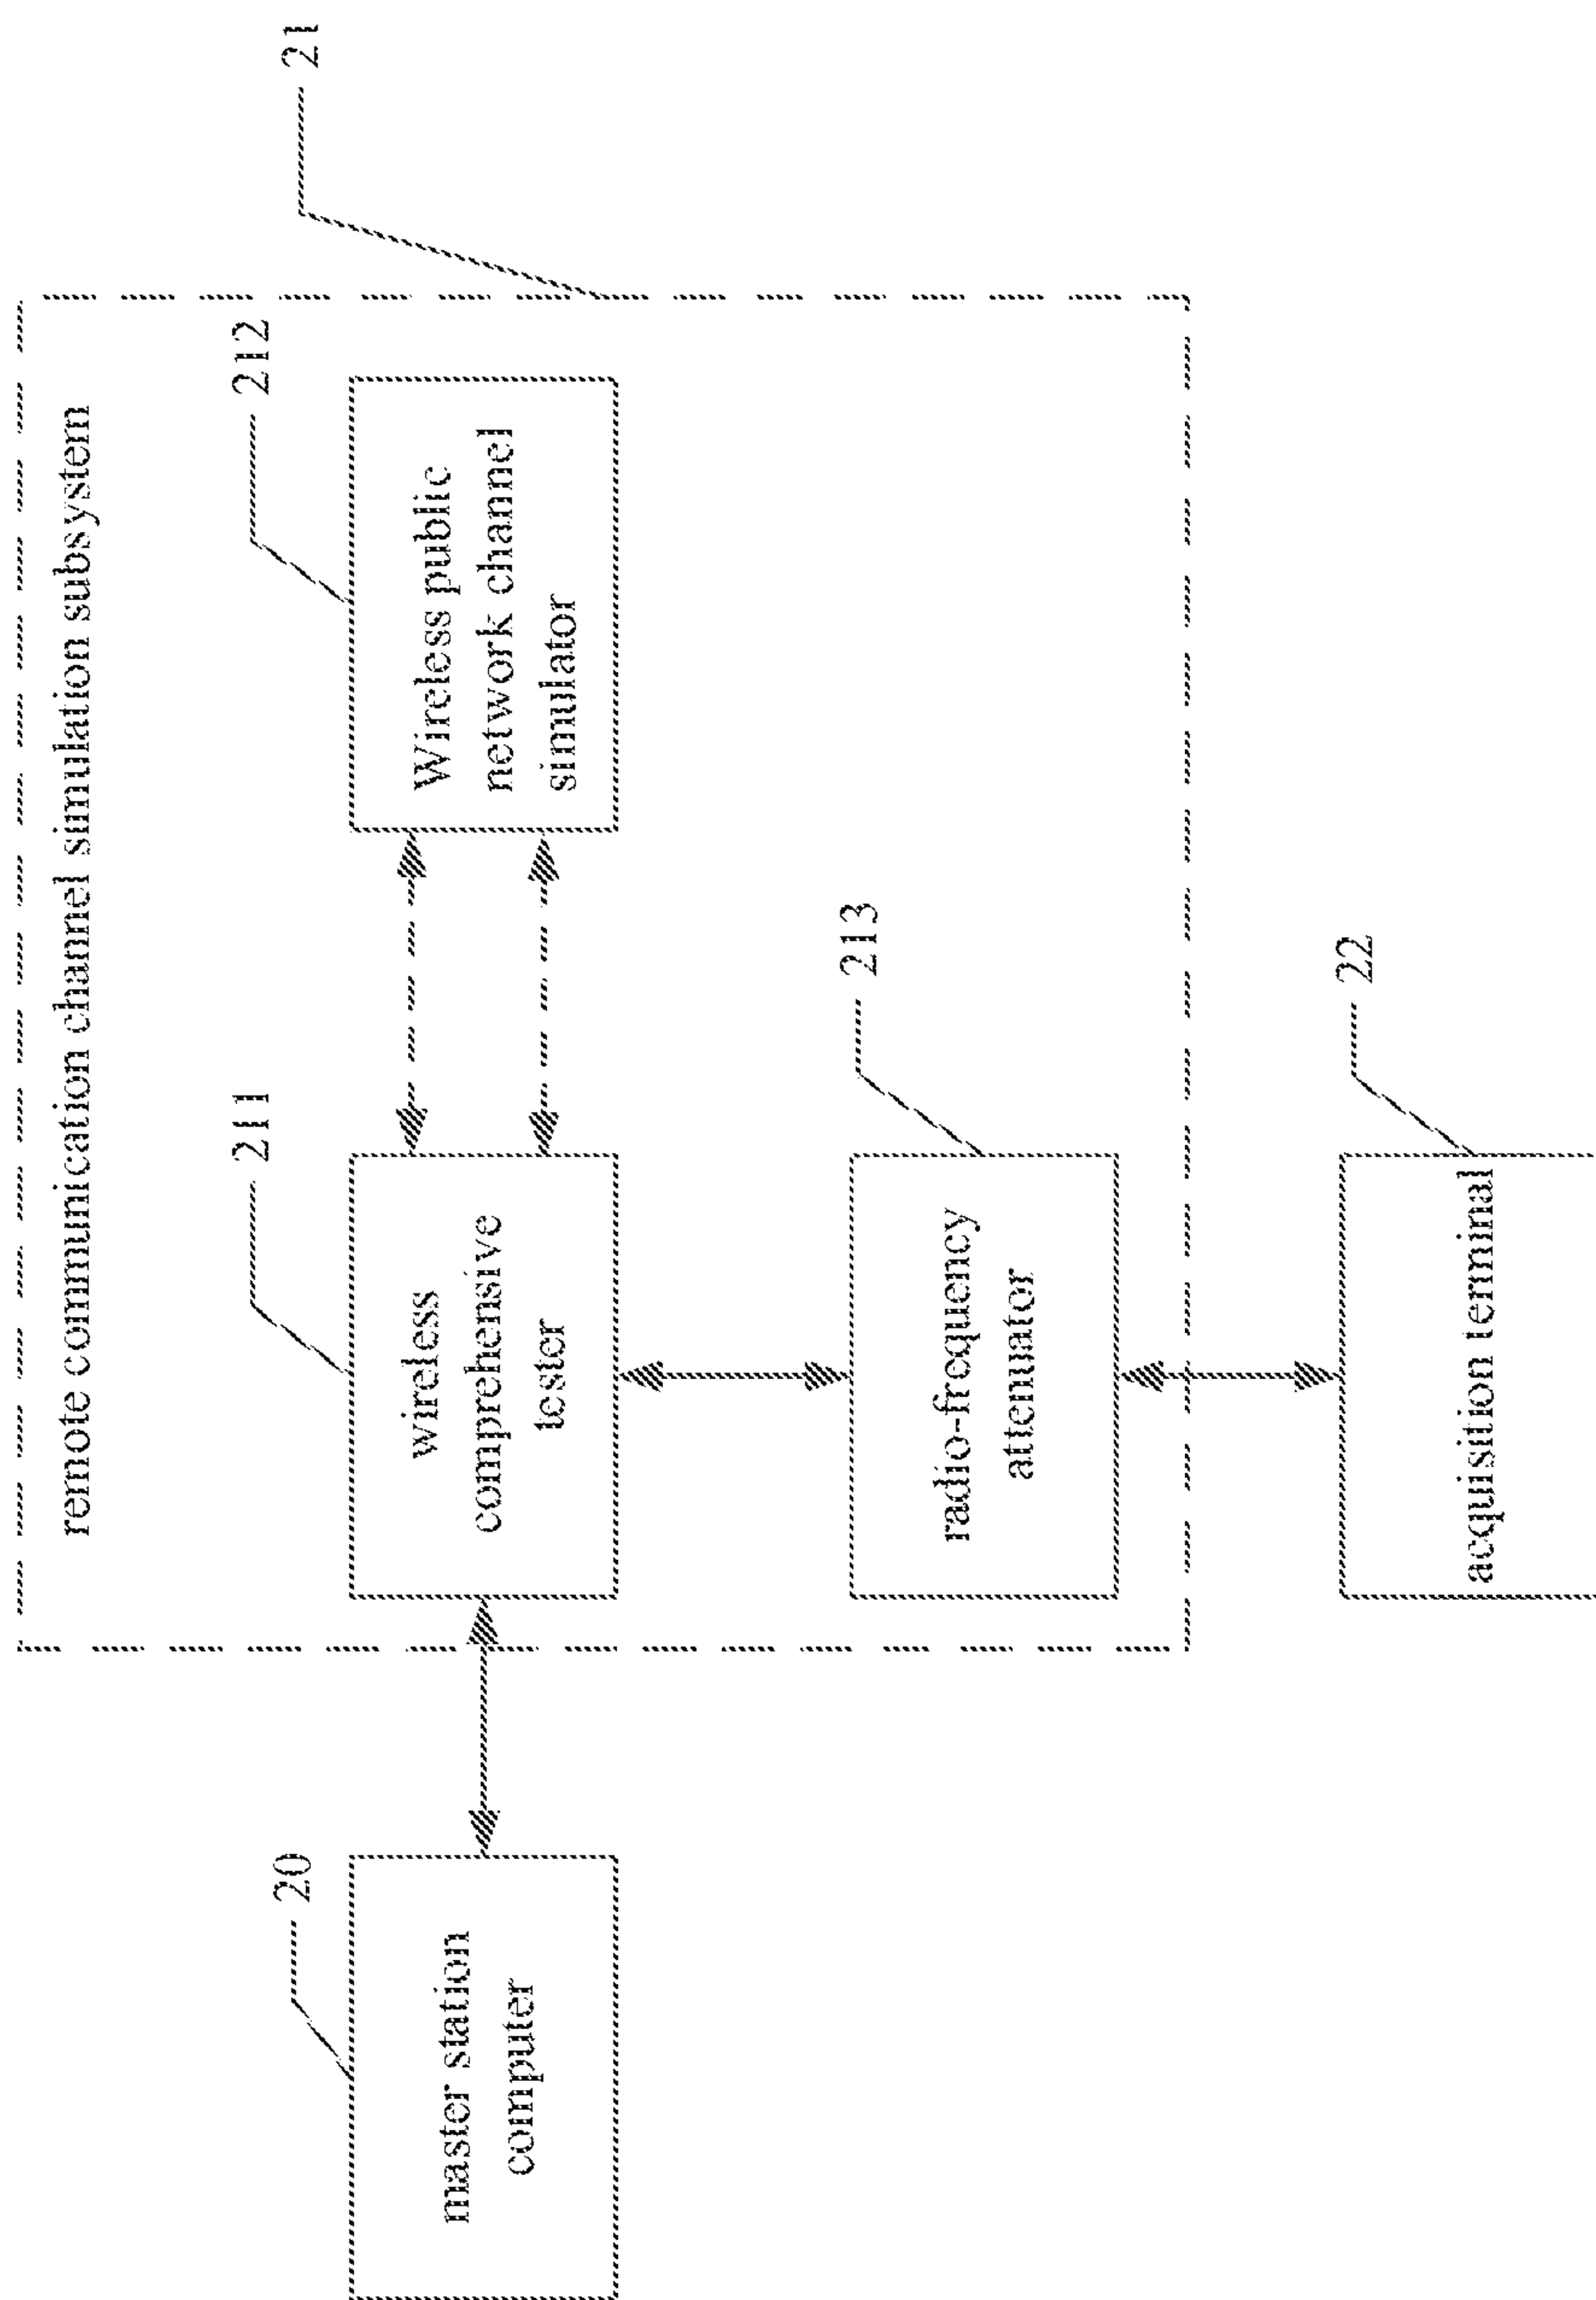 remote communication channel simulation subsystem
21
20
master station
computer
211
wireless
comprehensive
tester
212
Wireless public
network channel
simulator
213
radio-frequency
attenuator
22
acquisition terminal